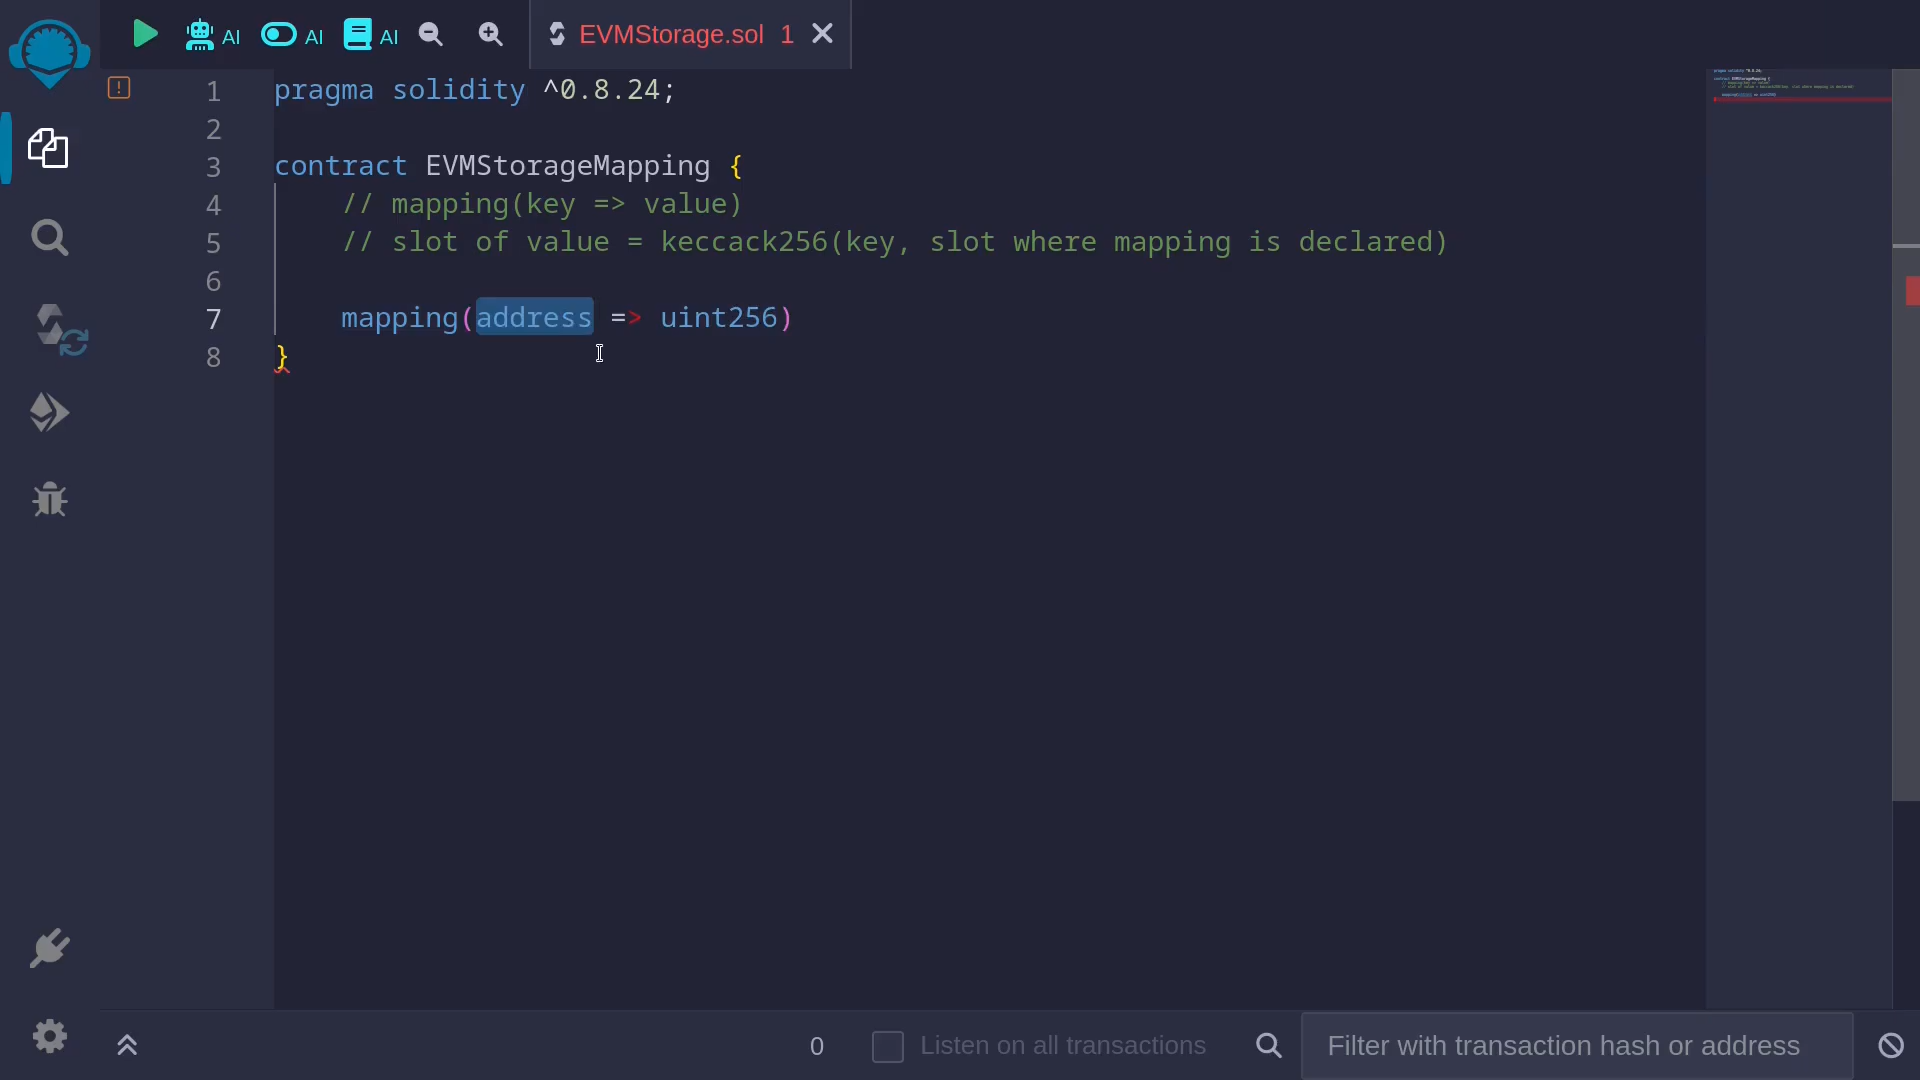 AI AI AI EVMStorage.sol 1
1 pragma solidity ^0.8.24;
2
3 contract EVMStorageMapping {
4 // mapping(key => value)
5 // slot of value = keccack256(key, slot where mapping is declared)
6
7 mapping(address => uint256)
8 }
0 Listen on all transactions Filter with transaction hash or address